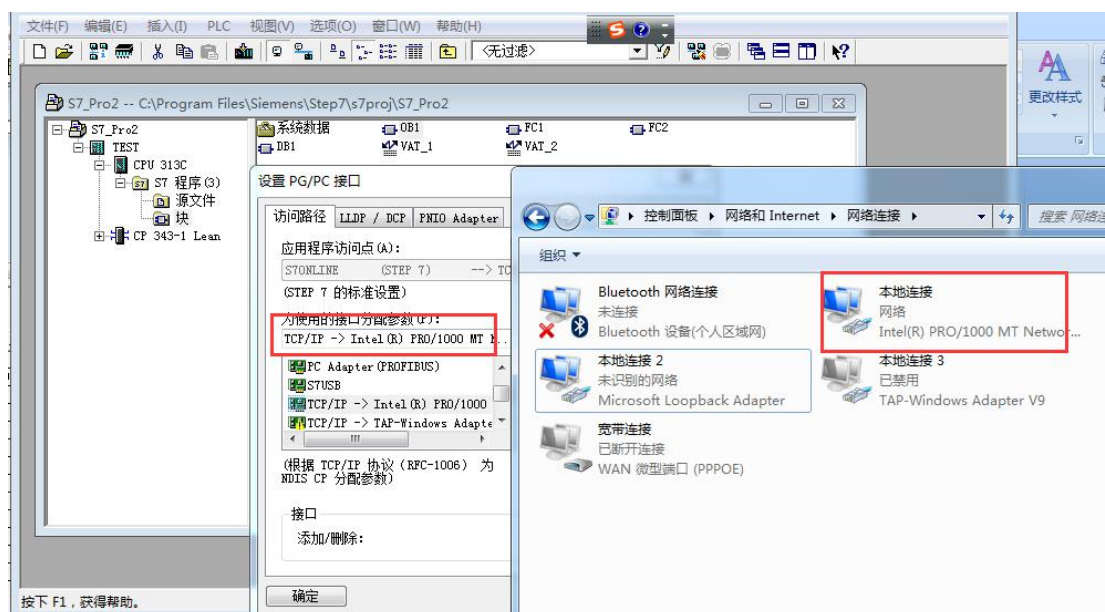 文件(F) 编辑(E) 插入(I) PLC 视图(V) 选项(O) 窗口(W) 帮助(H)
<无过滤>
更改样式
S7_Pro2 -- C:\Program Files\Siemens\Step7\s7proj\S7_Pro2
S7_Pro2
TEST
CPU 313C
S7 程序(3)
源文件
块
CP 343-1 Lean
系统数据 OB1 FC1 FC2
DB1 VAT_1 VAT_2
设置 PG/PC 接口
访问路径 LLDP / DCP PNIO Adapter
应用程序访问点(A):
S7ONLINE (STEP 7) --> TC
(STEP 7 的标准设置)
为使用的接口分配参数(P):
TCP/IP -> Intel(R) PRO/1000 MT
PC Adapter(PROFIBUS)
S7USB
TCP/IP -> Intel(R) PRO/1000
TCP/IP -> TAP-Windows Adapte
(根据 TCP/IP 协议 (RFC-1006) 为
NDIS CP 分配参数)
接口
添加/删除:
确定
控制面板 网络和 Internet 网络连接
搜索 网络
组织
Bluetooth 网络连接
未连接
Bluetooth 设备(个人区域网)
本地连接
网络
Intel(R) PRO/1000 MT Networ...
本地连接 2
未识别的网络
Microsoft Loopback Adapter
本地连接 3
已禁用
TAP-Windows Adapter V9
宽带连接
已断开连接
WAN 微型端口 (PPPOE)
按下 F1，获得帮助。